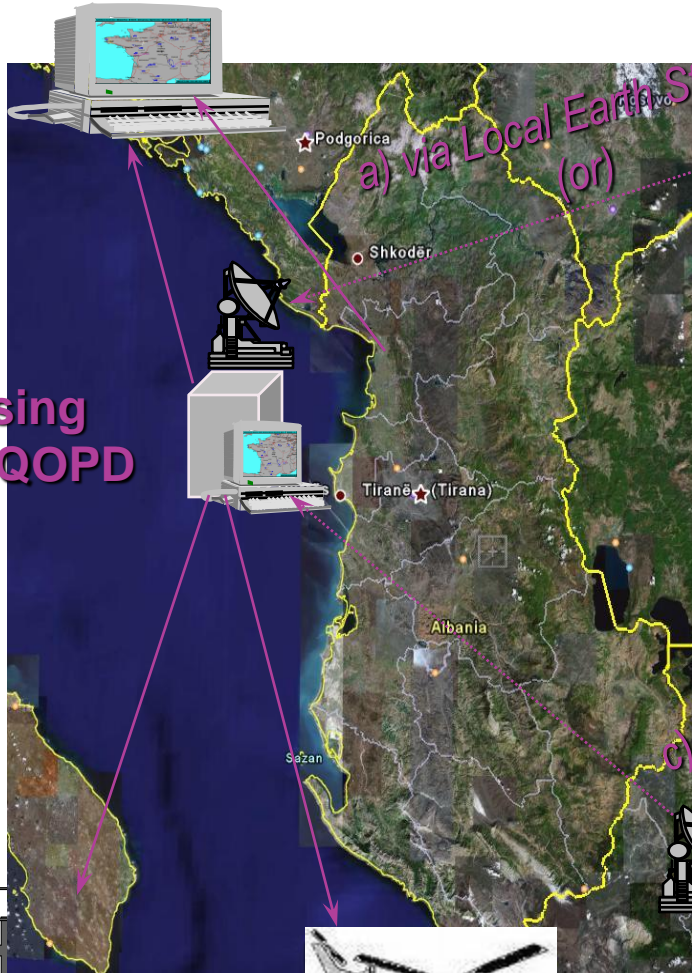 Podgorica
a) via Local Earth S
(or)
Shkodër
sing
QOPD
s
Tiranë (Tirana)
Albania
Sazan
c)